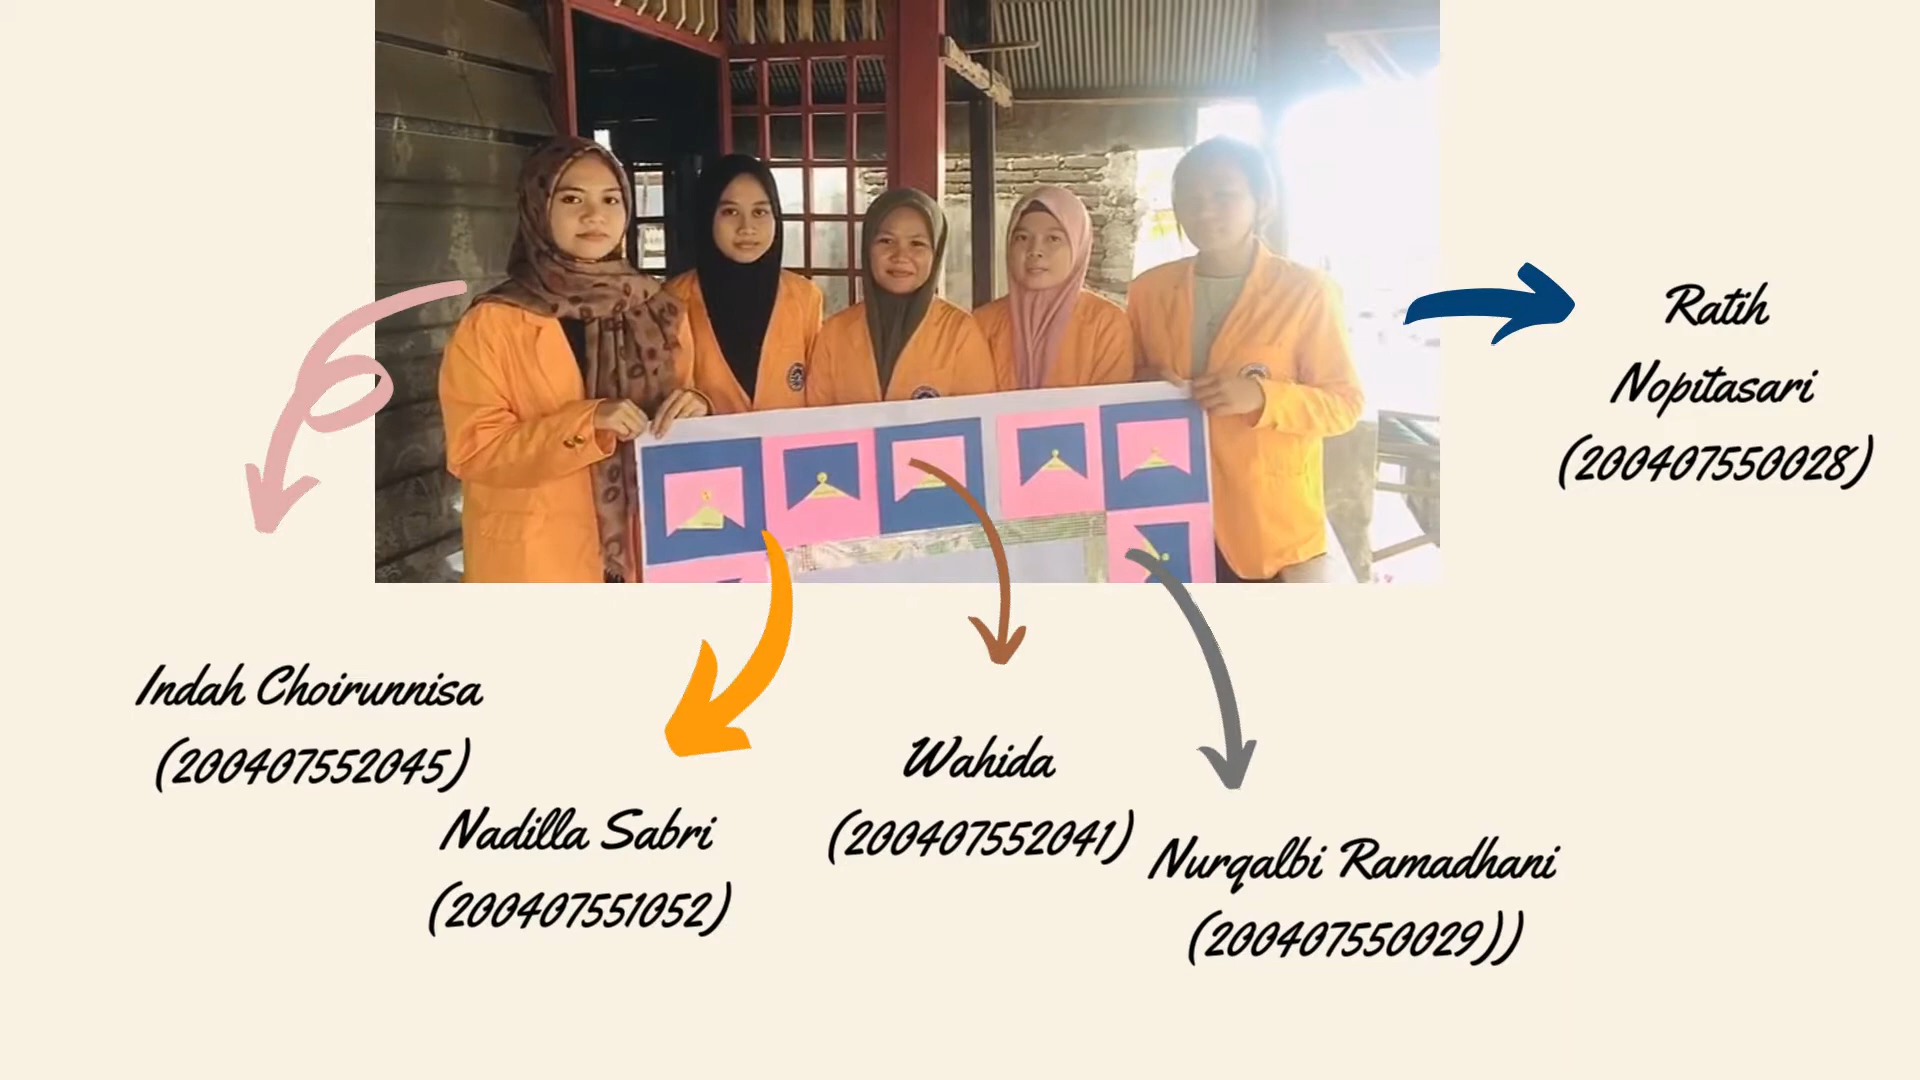 Ratih
Nopitasari
(200407550028)
Indah Choirunnisa
(200407552045)
Nadilla Sabri
(200407551052)
Wahida
(200407552041)
Nurqalbi Ramadhani
(200407550029))